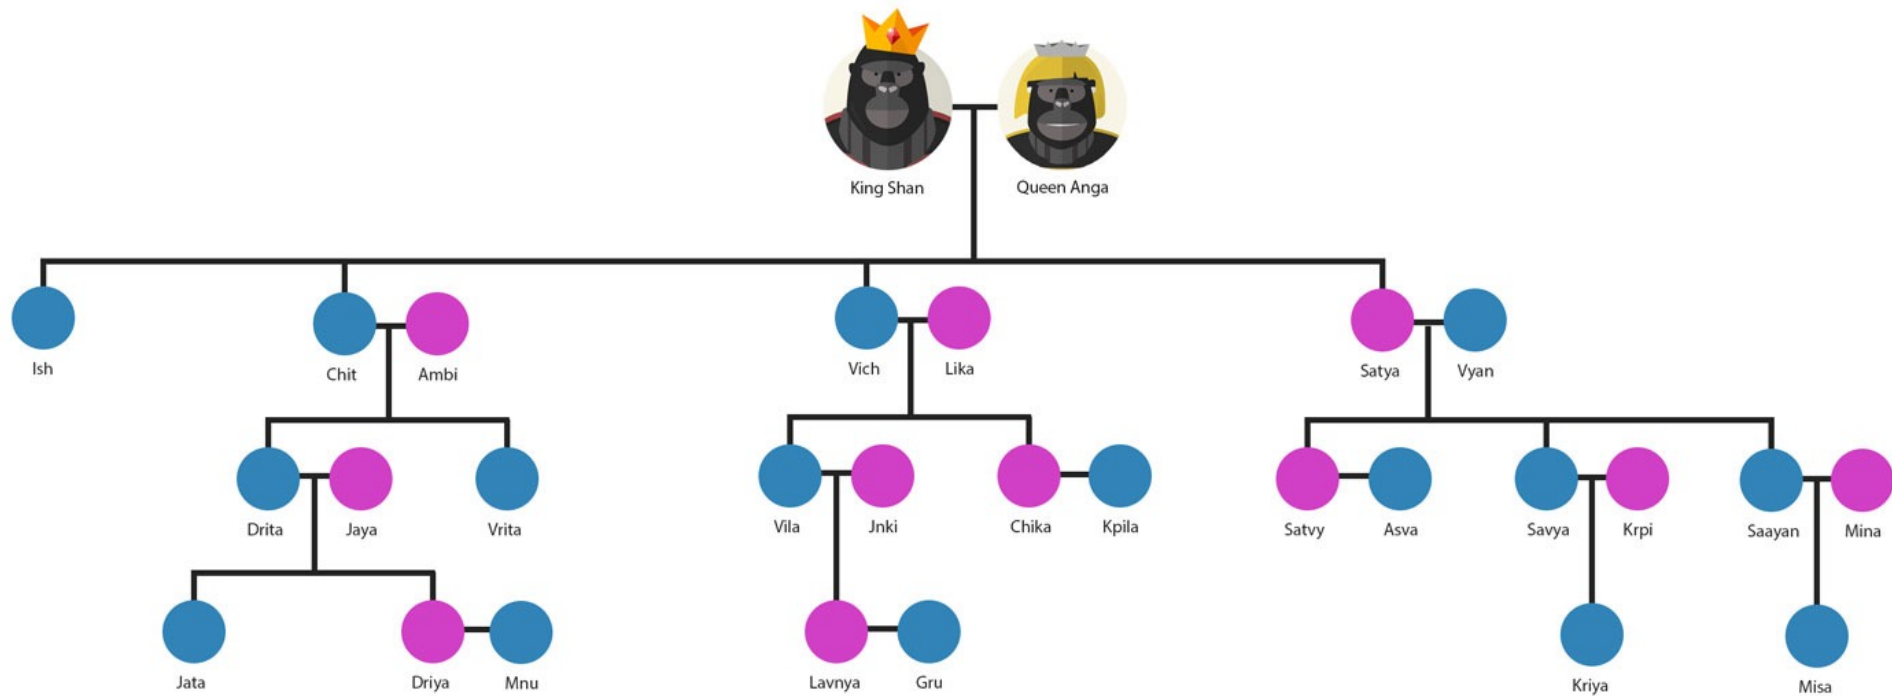 King Shan
Queen Anga
Ish
Chit
Ambi
Vich
Lika
Satya
Vyan
Drita
Jaya
Vrita
Vila
Jnki
Chika
Kpila
Satvy
Asva
Savya
Krpi
Saayan
Mina
Jata
Driya
Mnu
Lavnya
Gru
Kriya
Misa